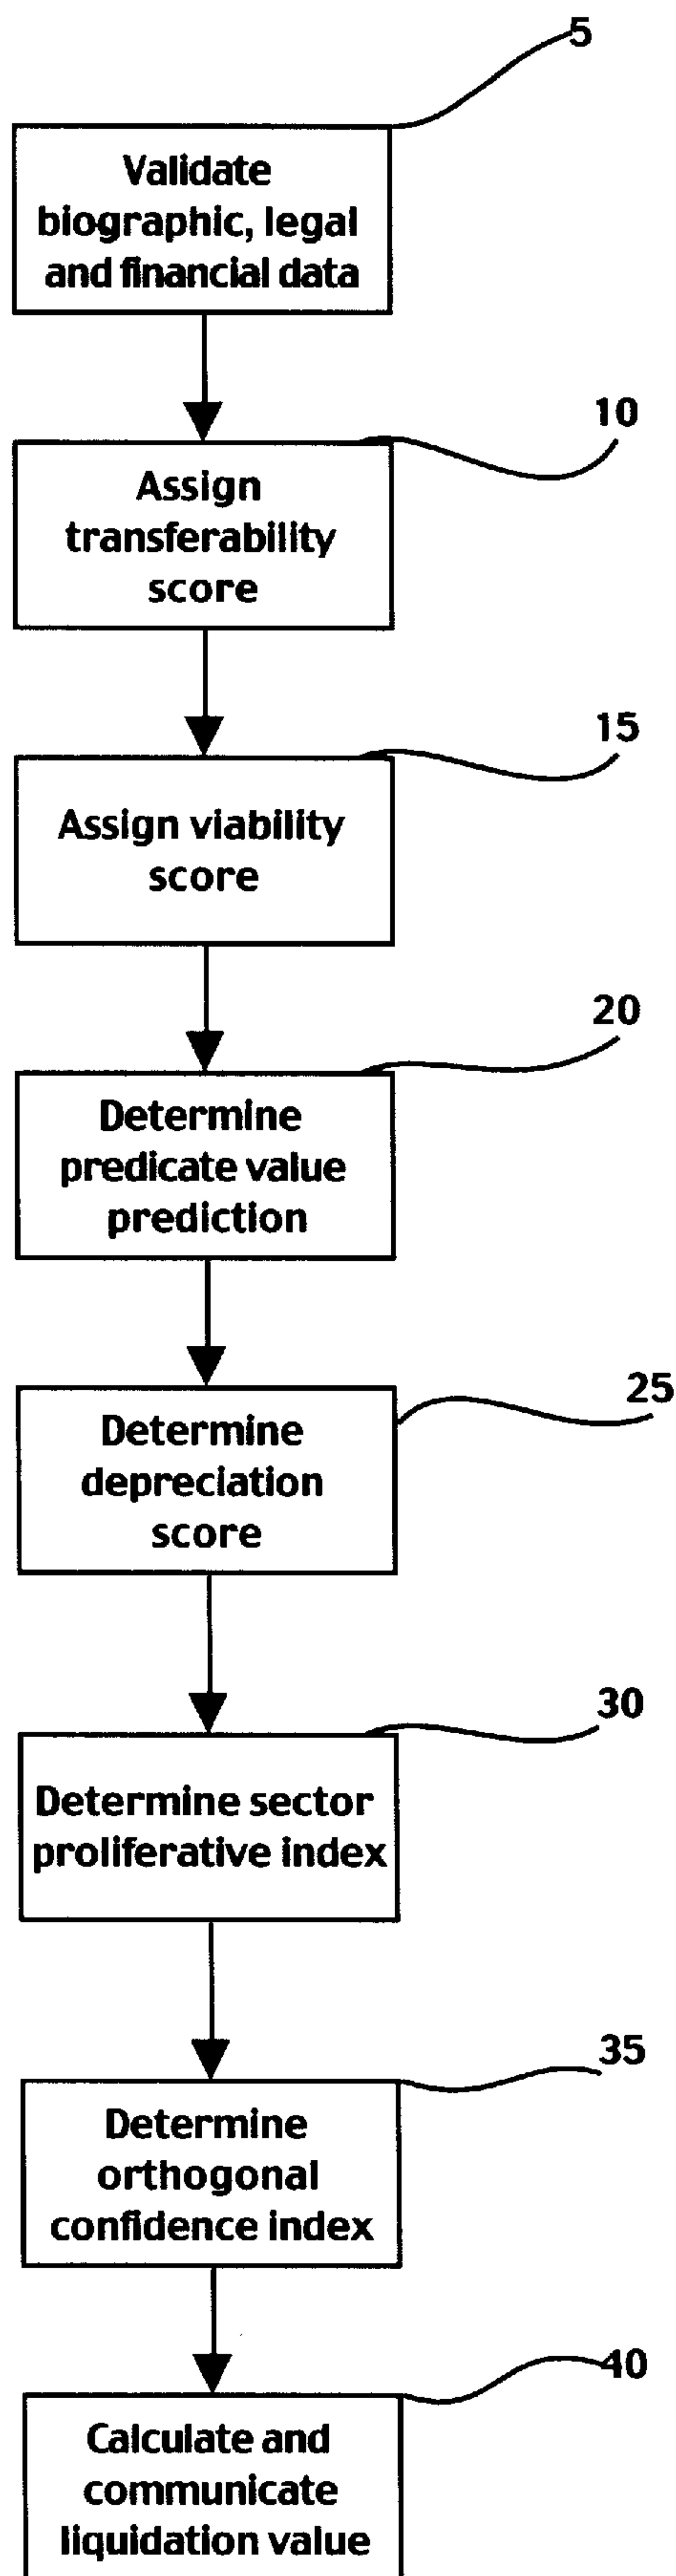 5
Validate
biographic, legal
and financial data
10
Assign
transferability
score
15
Assign viability
score
20
Determine
predicate value
prediction
25
Determine
depreciation
score
30
Determine sector
proliferative index
35
Determine
orthogonal
confidence index
40
Calculate and
communicate
liquidation value